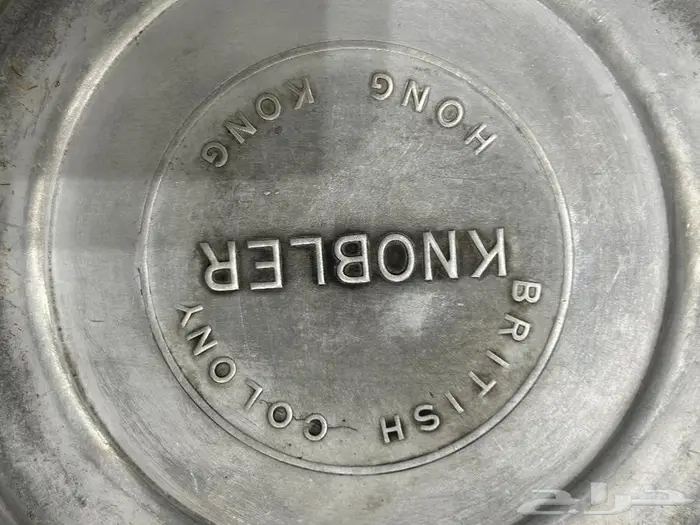 HONG KONG
KNOBLER
BRITISH COLONY
حراج